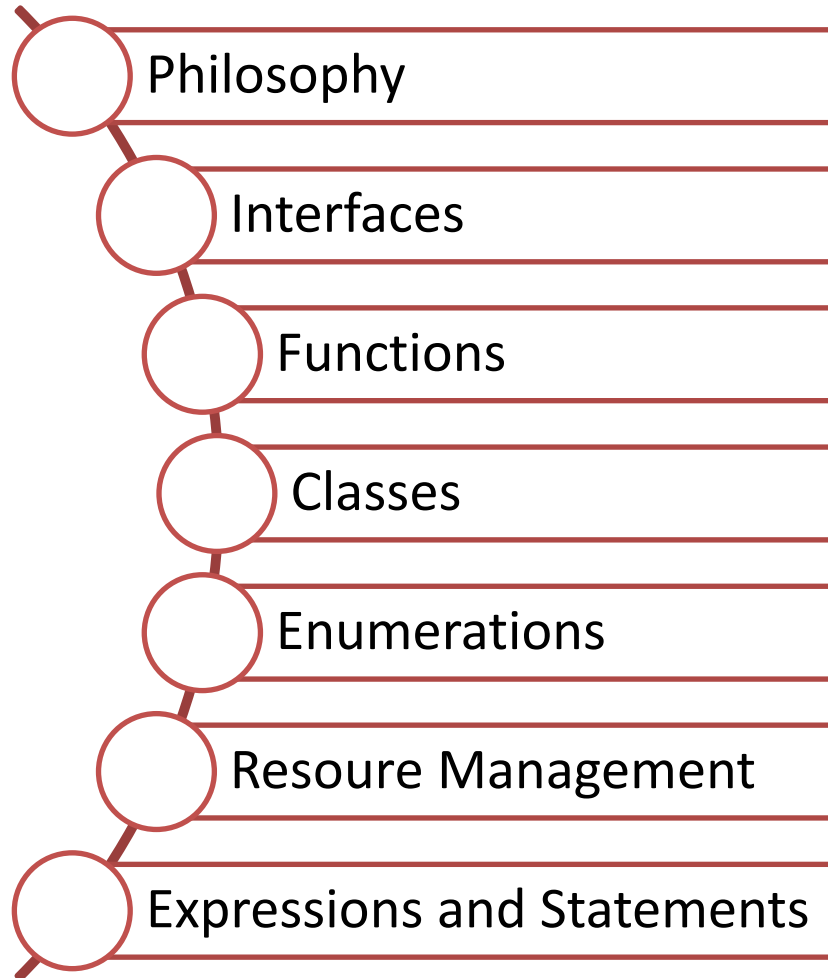 Philosophy
Interfaces
Functions
Classes
Enumerations
Resoure Management
Expressions and Statements